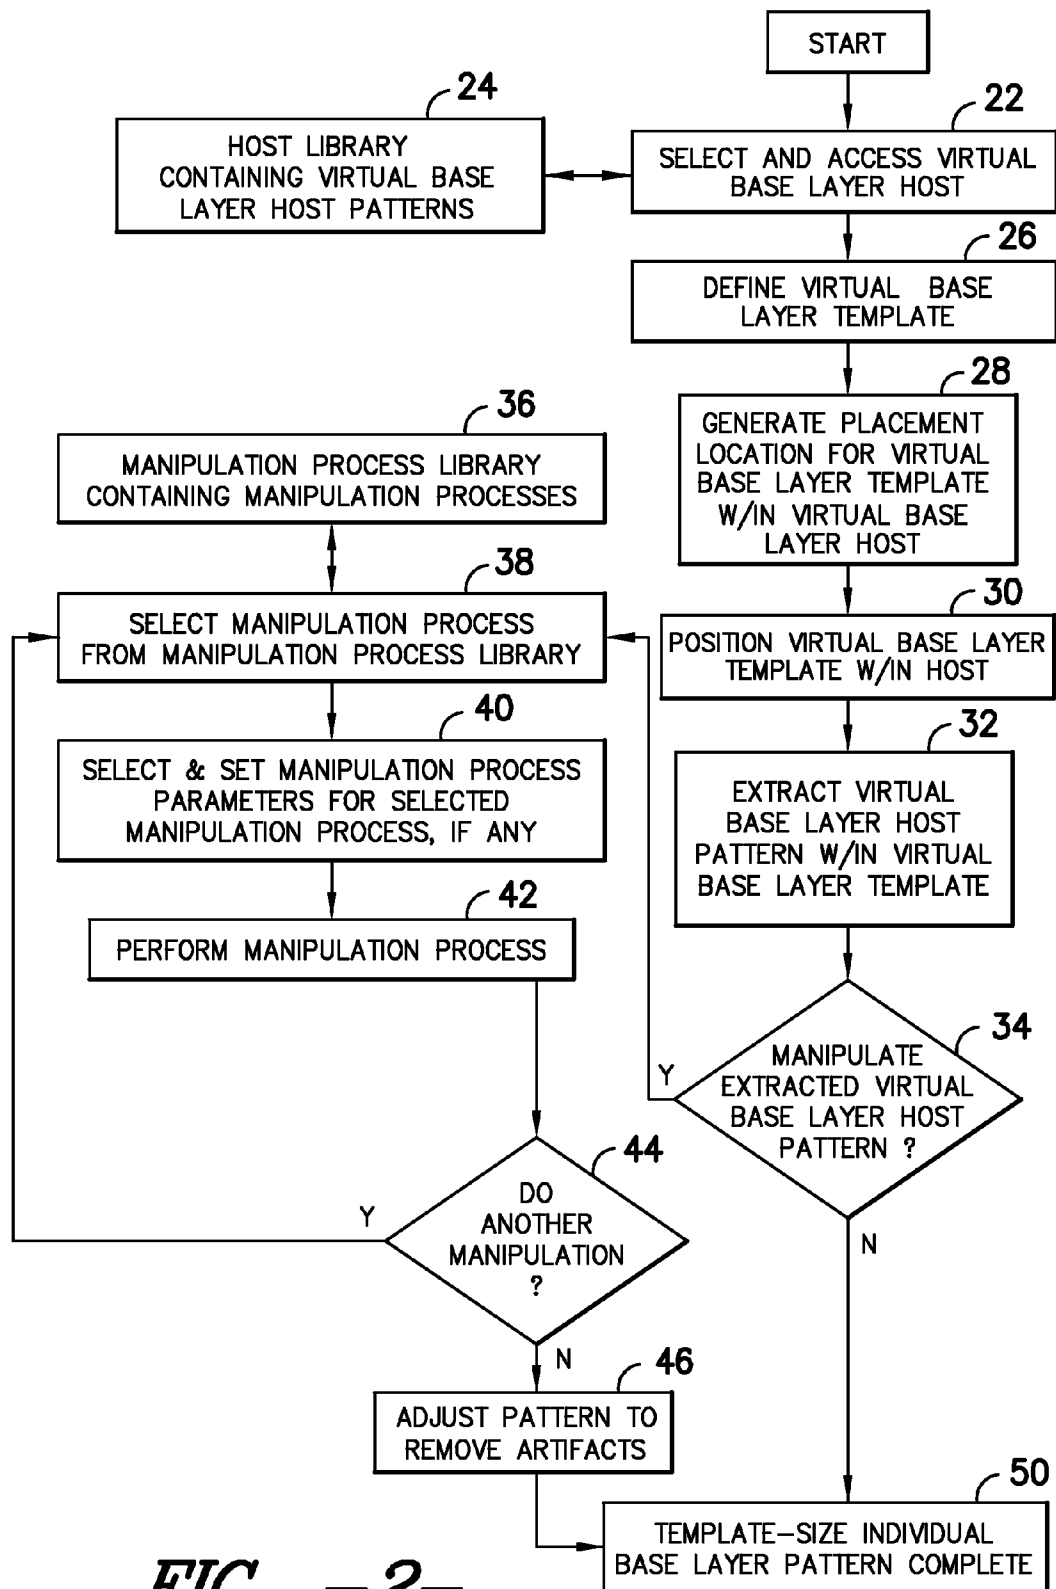 START
24
22
HOST LIBRARY
CONTAINING VIRTUAL BASE
LAYER HOST PATTERNS
SELECT AND ACCESS VIRTUAL
BASE LAYER HOST
26
DEFINE VIRTUAL BASE
LAYER TEMPLATE
28
GENERATE PLACEMENT
LOCATION FOR VIRTUAL
BASE LAYER TEMPLATE
W/IN VIRTUAL BASE
LAYER HOST
36
MANIPULATION PROCESS LIBRARY
CONTAINING MANIPULATION PROCESSES
38
SELECT MANIPULATION PROCESS
FROM MANIPULATION PROCESS LIBRARY
30
POSITION VIRTUAL BASE LAYER
TEMPLATE W/IN HOST
40
SELECT & SET MANIPULATION PROCESS
PARAMETERS FOR SELECTED
MANIPULATION PROCESS, IF ANY
32
EXTRACT VIRTUAL
BASE LAYER HOST
PATTERN W/IN VIRTUAL
BASE LAYER TEMPLATE
42
PERFORM MANIPULATION PROCESS
34
MANIPULATE
EXTRACTED VIRTUAL
BASE LAYER HOST
PATTERN ?
Y
N
44
DO
ANOTHER
MANIPULATION
?
Y
N
46
ADJUST PATTERN TO
REMOVE ARTIFACTS
50
TEMPLATE-SIZE INDIVIDUAL
BASE LAYER PATTERN COMPLETE
FIG. -2-